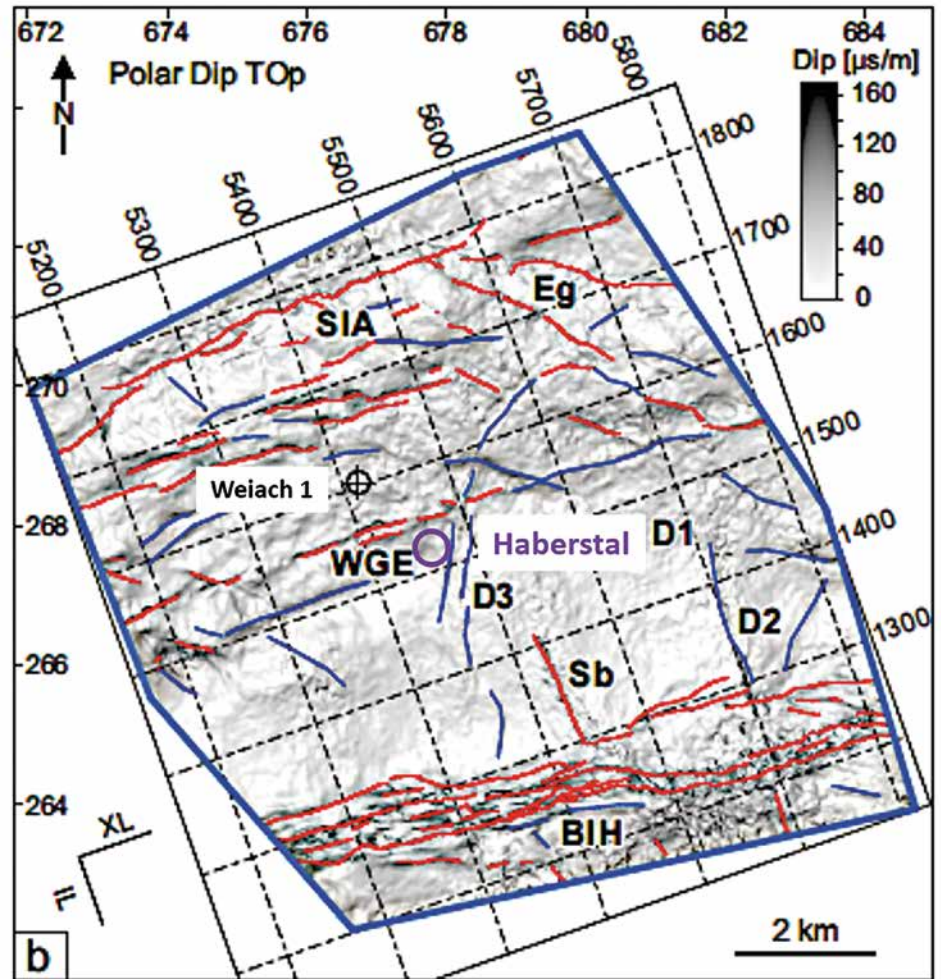 672 674 676 678 680 682 684
Polar Dip TOp
N
Dip [µs/m]
160
120
80
40
0
5200 5300 5400 5500 5600 5700 5800
1800
1700
1600
1500
1400
1300
270
268
266
264
SIA
Eg
Weiach 1
WGE
Haberstal
D1
D3
D2
Sb
BIH
XL
IL
2 km
b